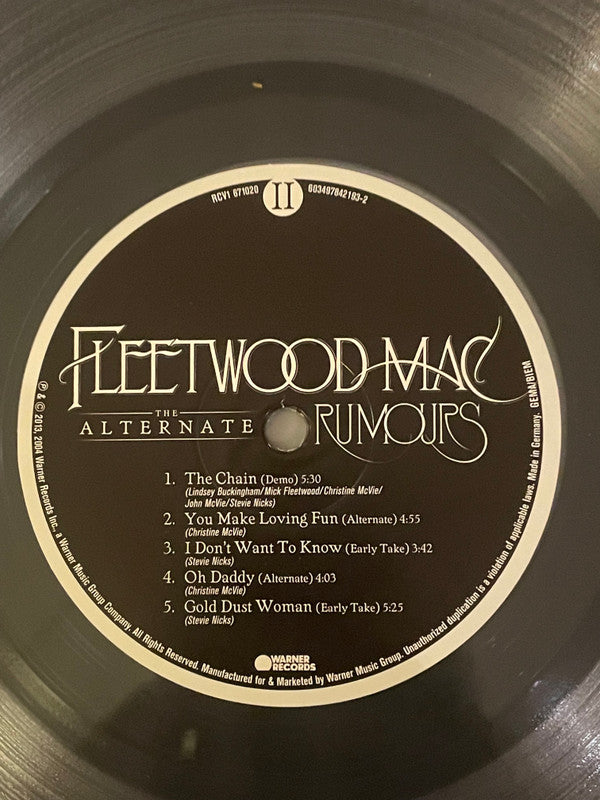 RCV1 671020 II 603497842193-2
FLEETWOOD MAC
THE
ALTERNATE RUMOURS
1. The Chain (Demo) 5:30
(Lindsey Buckingham/Mick Fleetwood/Christine McVie/
John McVie/Stevie Nicks)
2. You Make Loving Fun (Alternate) 4:55
(Christine McVie)
3. I Don't Want To Know (Early Take) 3:42
(Stevie Nicks)
4. Oh Daddy (Alternate) 4:03
(Christine McVie)
5. Gold Dust Woman (Early Take) 5:25
(Stevie Nicks)
WARNER
RECORDS
℗ & © 2013, 2004 Warner Records Inc., a Warner Music Group Company. All Rights Reserved. Manufactured for & Marketed by Warner Music Group. Unauthorized duplication is a violation of applicable laws. Made in Germany. GEMA/BIEM